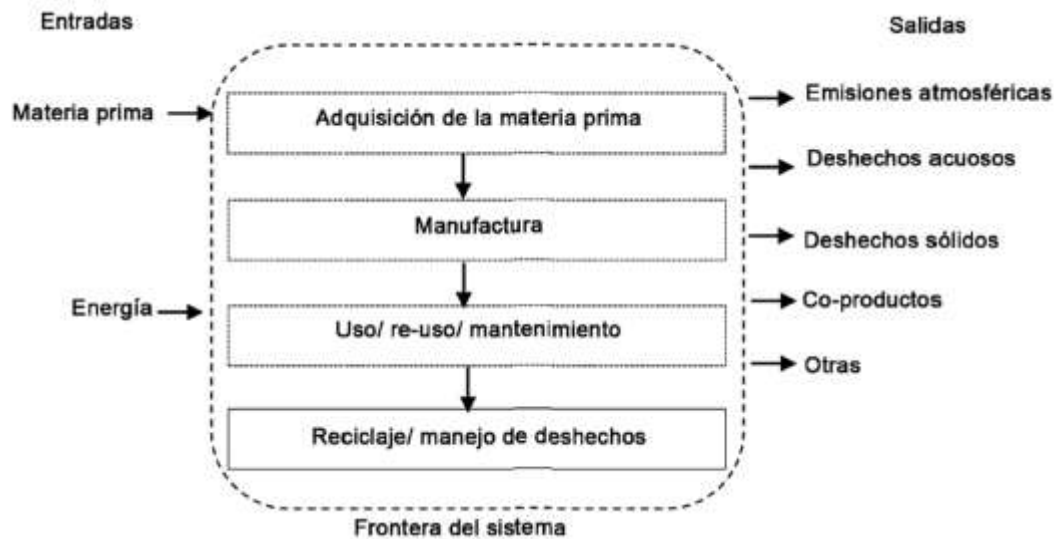 Entradas
Salidas
Materia prima
Adquisición de la materia prima
Emisiones atmosféricas
Deshechos acuosos
Manufactura
Deshechos sólidos
Energía
Uso/ re-uso/ mantenimiento
Co-productos
Otras
Reciclaje/ manejo de deshechos
Frontera del sistema